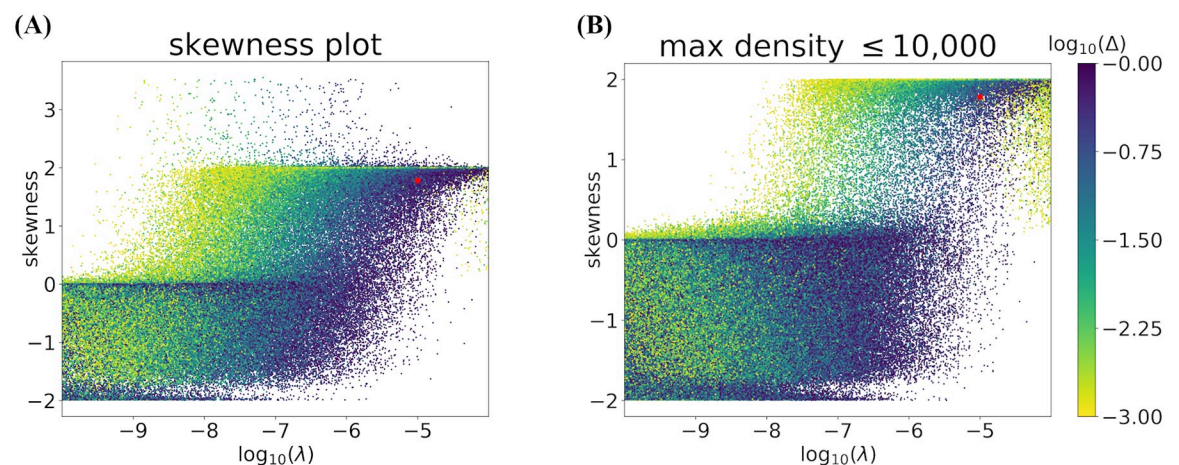 (A)
skewness plot
skewness
3
2
1
0
−1
−2
−9
−8
−7
−6
−5
log₁₀(λ)
(B)
max density ≤ 10,000
skewness
2
1
0
−1
−2
−9
−8
−7
−6
−5
log₁₀(λ)
log₁₀(Δ)
−0.00
−0.75
−1.50
−2.25
−3.00